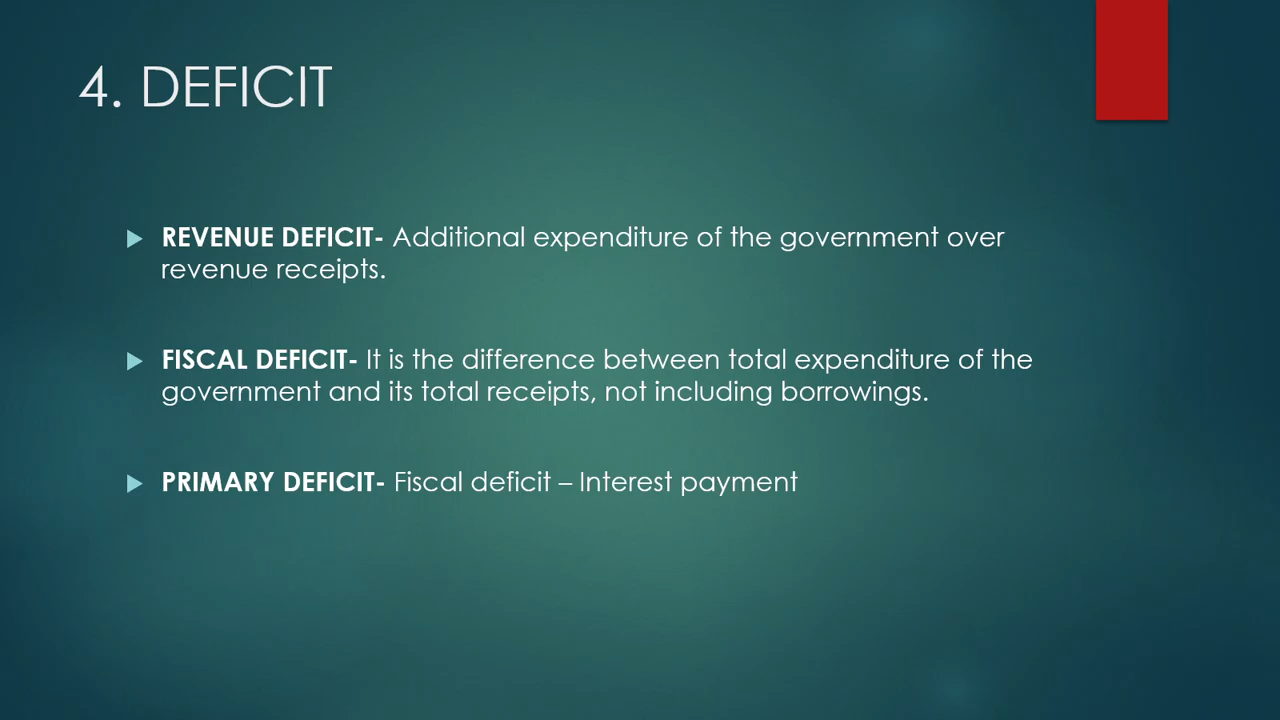 4. DEFICIT
REVENUE DEFICIT- Additional expenditure of the government over
revenue receipts.
FISCAL DEFICIT- It is the difference between total expenditure of the
government and its total receipts, not including borrowings.
PRIMARY DEFICIT- Fiscal deficit – Interest payment